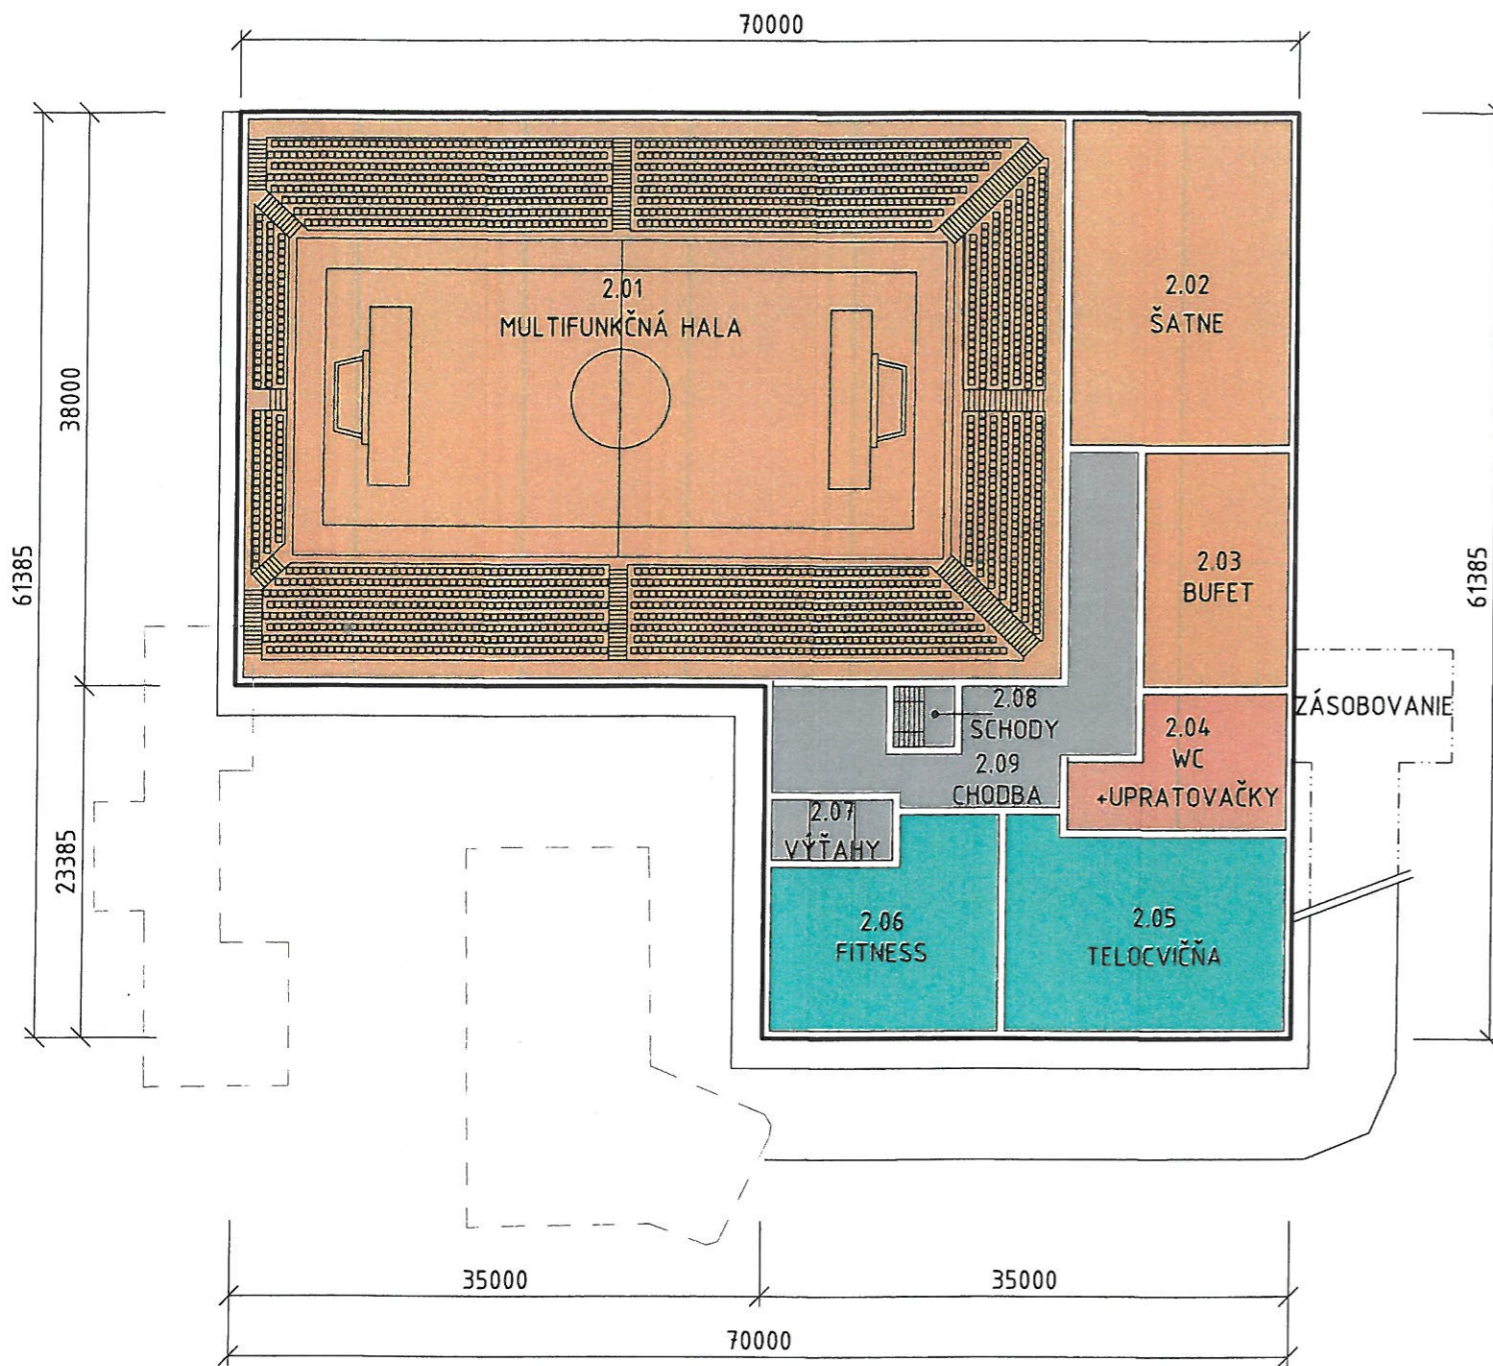 70000
2.01
MULTIFUNKČNÁ HALA
2.02
ŠATNE
38000
61385
61385
2.03
BUFET
2.08
SCHODY
2.09
CHODBA
2.04
WC
+UPRATOVAČKY
ZÁSOBOVANIE
2.07
VÝŤAHY
23385
2.06
FITNESS
2.05
TELOCVIČŇA
35000
35000
70000